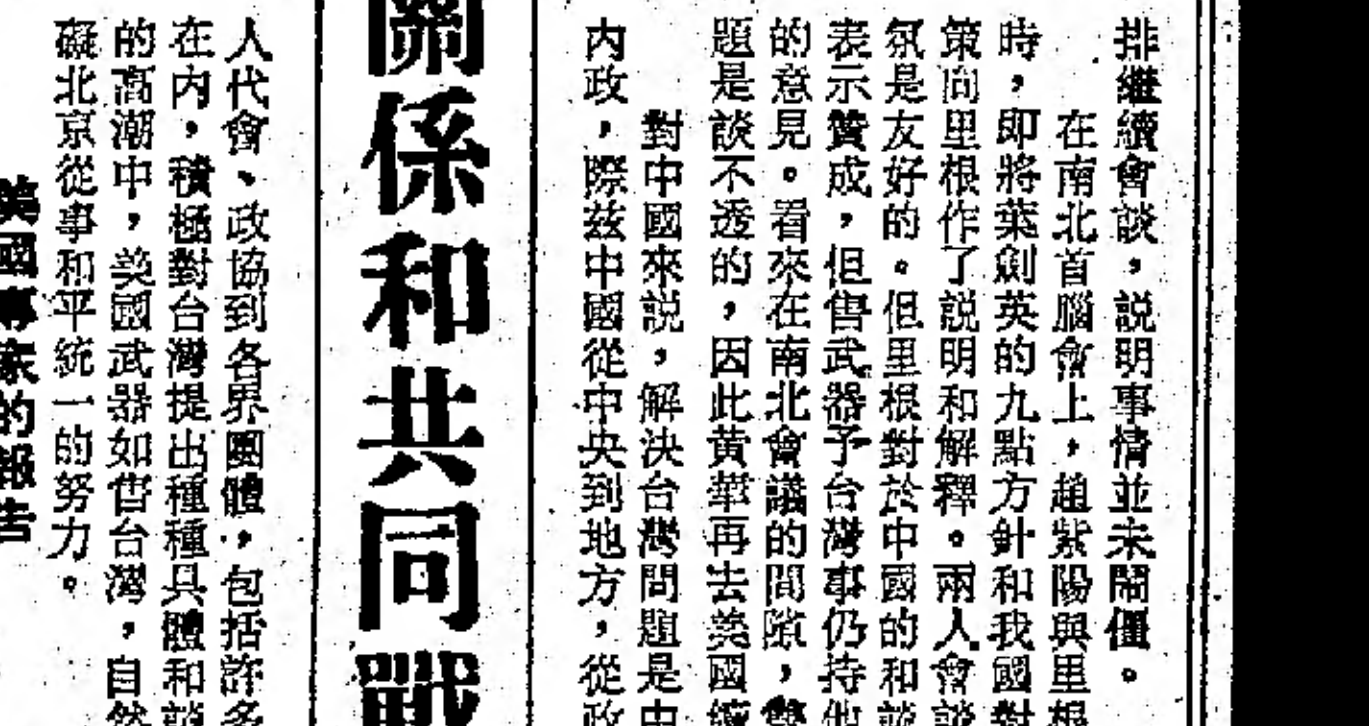 排繼續會談，説明事情並未鬧僵。
在南北首腦會上，趙紫陽與里根
時，即將葉劍英的九點方針和我國對
策向里根作了説明和解釋。兩人會談
氛是友好的。但里根對於中國的和談
表示贊成，但售武器予台灣事仍持他
的意見。看來在南北會議的間隙，雙
題是談不透的，因此黃華再去美國續
對中國來説，解決台灣問題是中
内政，際兹中國從中央到地方，從政
關係和共同戰
人代會、政協到各界團體，包括許多
在内，積極對台灣提出種種具體和談
的高潮中，美國武器如售台灣，自然
礙北京從事和平統一的努力。
美國專家的報告